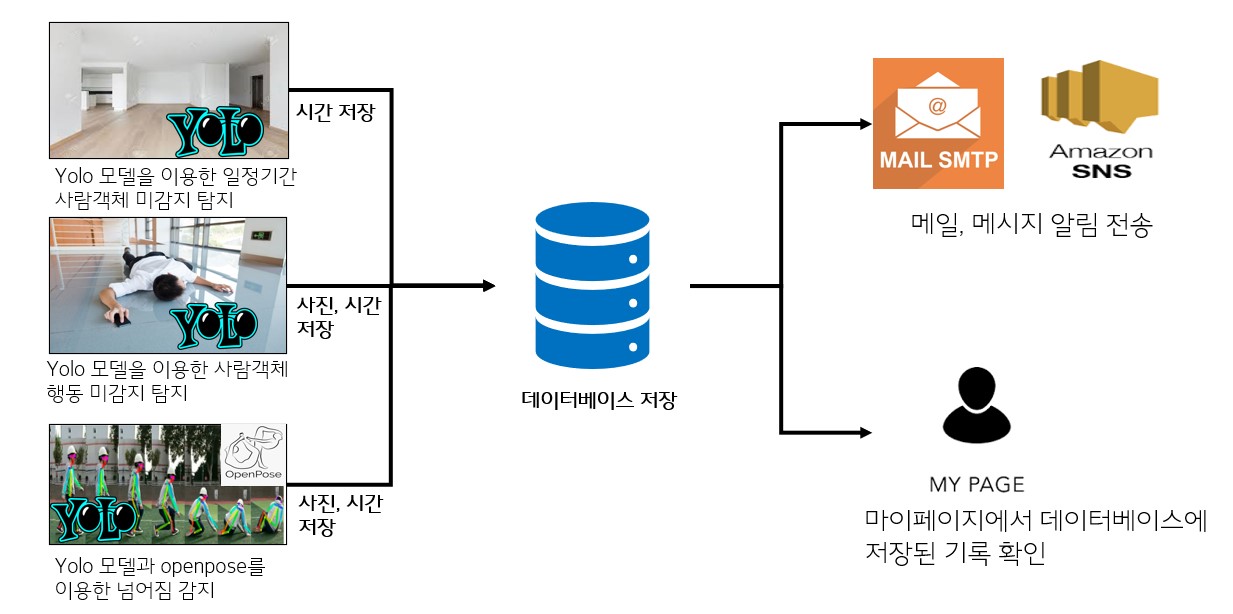 YOLO
시간 저장
Yolo 모델을 이용한 일정기간
사람객체 미감지 탐지
YOLO
사진, 시간
저장
Yolo 모델을 이용한 사람객체
행동 미감지 탐지
OpenPose
YOLO
사진, 시간
저장
Yolo 모델과 openpose를
이용한 넘어짐 감지
데이터베이스 저장
@
MAIL SMTP
Amazon
SNS
메일, 메시지 알림 전송
MY PAGE
마이페이지에서 데이터베이스에
저장된 기록 확인